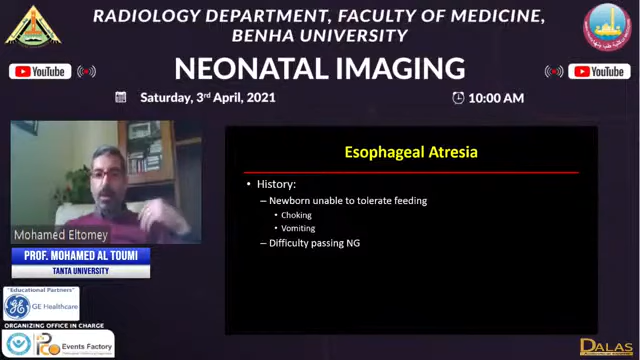 RADIOLOGY DEPARTMENT, FACULTY OF MEDICINE,
BENHA UNIVERSITY
YouTube
NEONATAL IMAGING
YouTube
Saturday, 3rd April, 2021
10:00 AM
Esophageal Atresia
• History:
– Newborn unable to tolerate feeding
• Choking
• Vomiting
– Difficulty passing NG
Mohamed Eltomey
PROF. MOHAMED AL TOUMI
TANTA UNIVERSITY
"Educational Partners"
GE Healthcare
ORGANIZING OFFICE IN CHARGE
Events Factory
DALAS